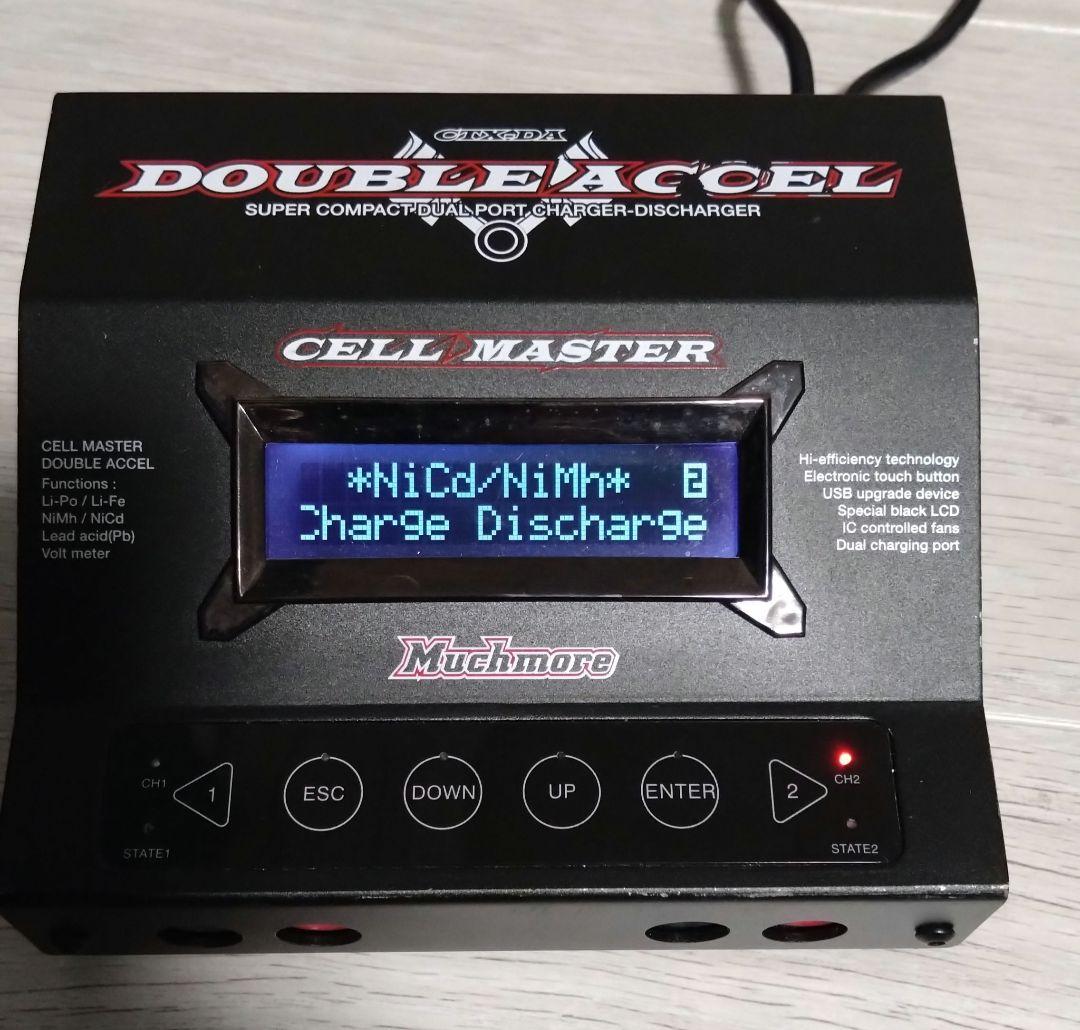 CTX-DA
DOUBLE ACCEL
SUPER COMPACT DUAL PORT CHARGER-DISCHARGER
CELL MASTER
CELL MASTER
DOUBLE ACCEL
Functions :
Li-Po / Li-Fe
NiMh / NiCd
Lead acid(Pb)
Volt meter
*NiCd/NiMh* 2
Charge Discharge
Hi-efficiency technology
Electronic touch button
USB upgrade device
Special black LCD
IC controlled fans
Dual charging port
Muchmore
CH1
1
ESC
DOWN
UP
ENTER
2
CH2
STATE1
STATE2